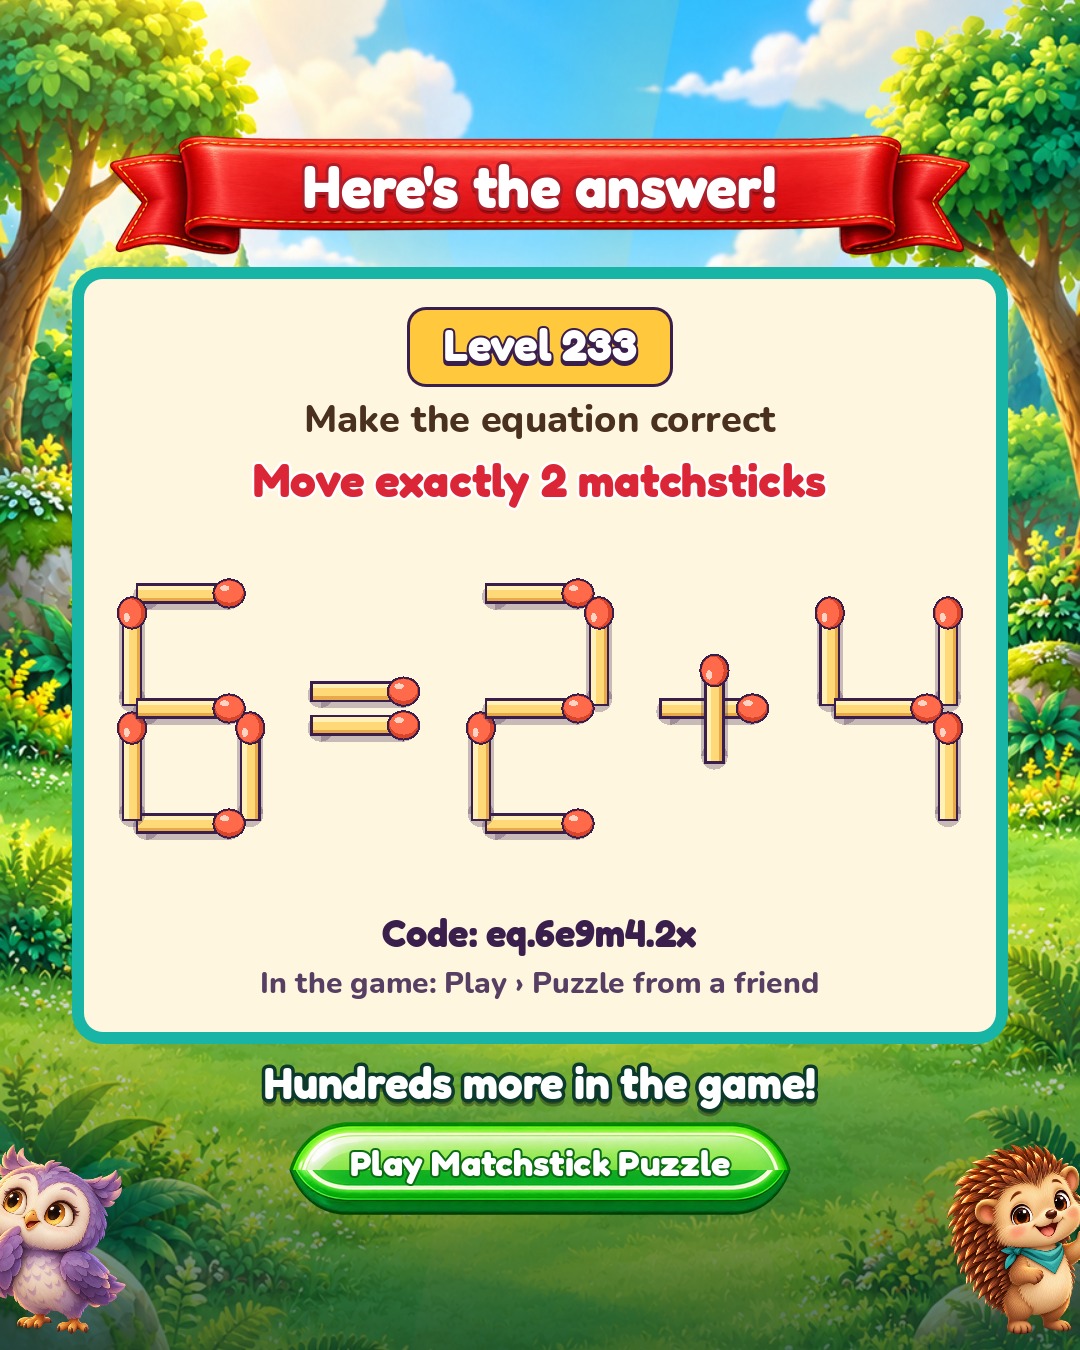 Here's the answer!
Level 233
Make the equation correct
Move exactly 2 matchsticks
6=2+4
Code: eq.6e9m4.2x
In the game: Play › Puzzle from a friend
Hundreds more in the game!
Play Matchstick Puzzle